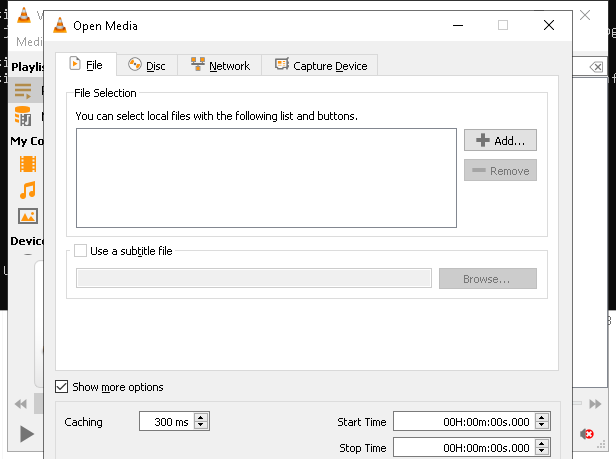 Open Media
Medi
File
Disc
Network
Capture Device
Playlis
File Selection
You can select local files with the following list and buttons.
Add...
Remove
My Co
Device
Use a subtitle file
Browse...
Show more options
Caching
300 ms
Start Time
00H:00m:00s.000
Stop Time
00H:00m:00s.000